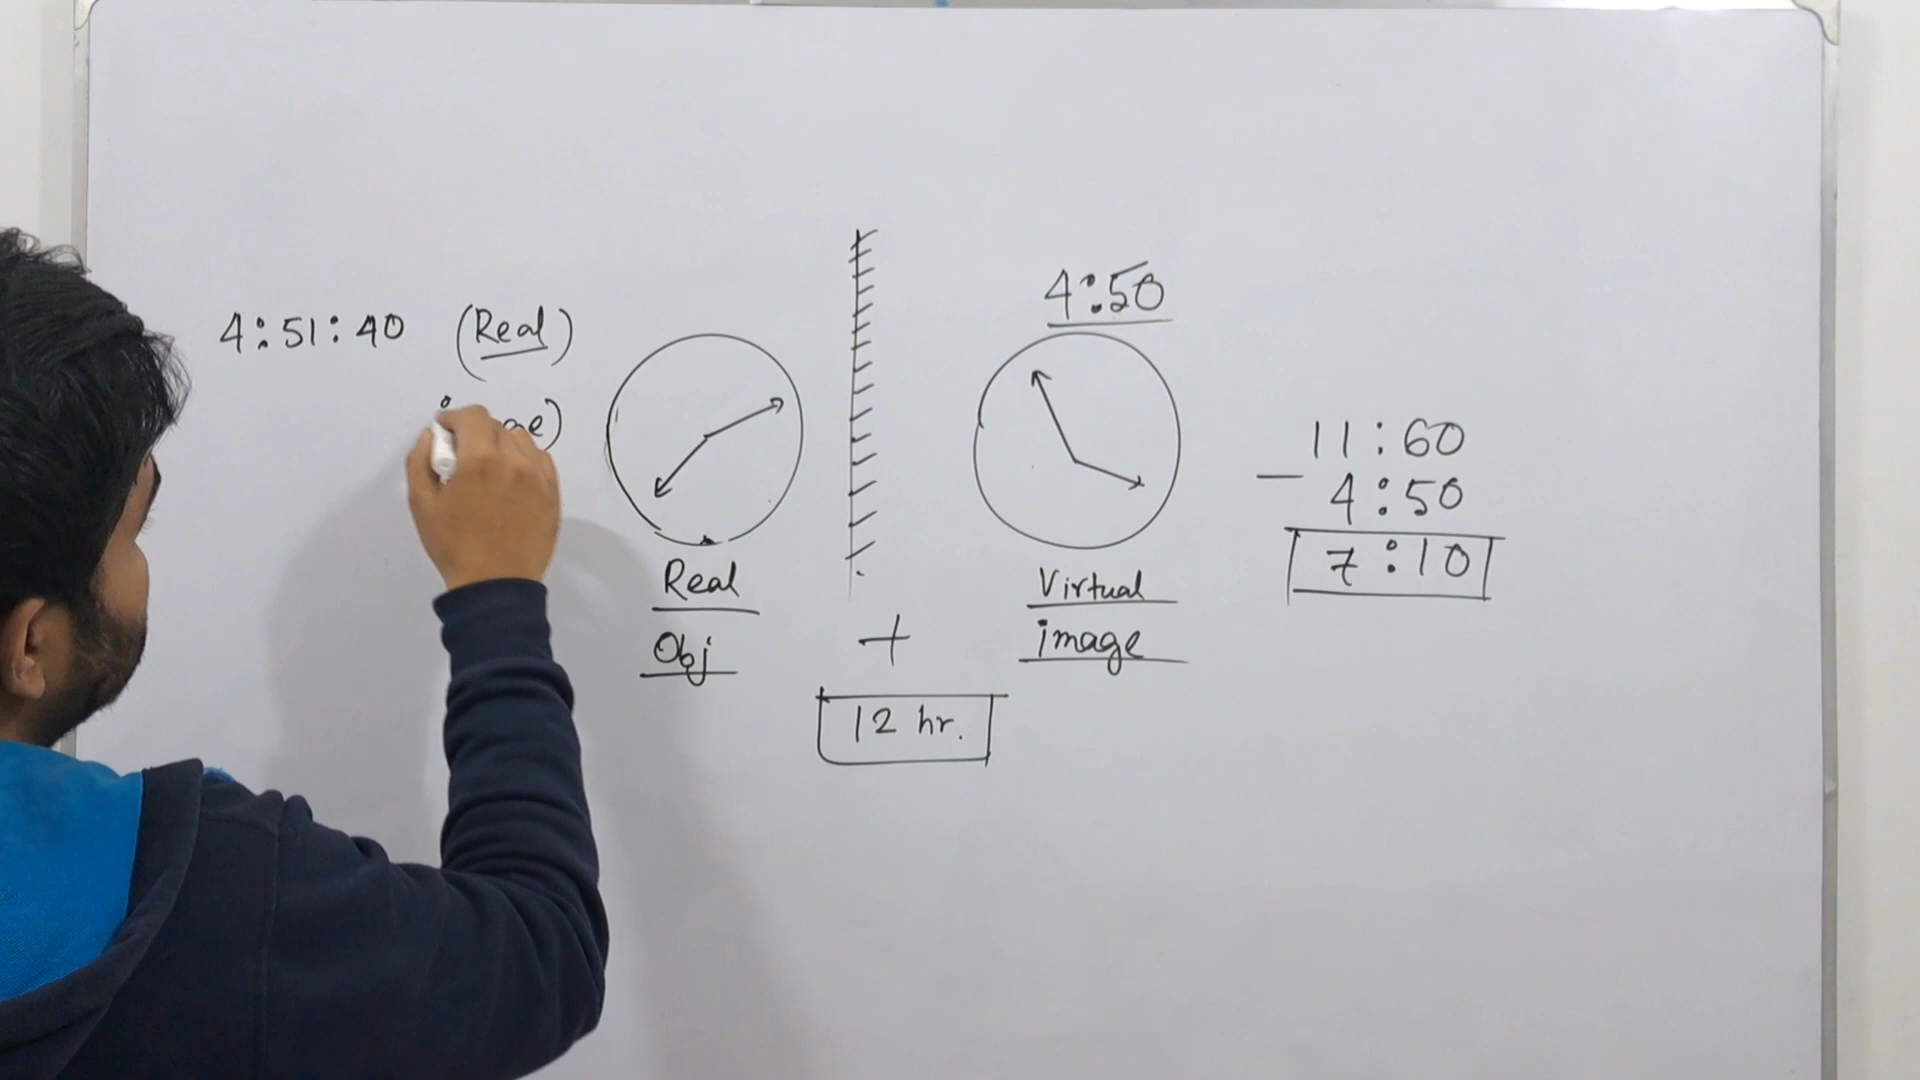 4:51:40 (Real)
Real
Obj
+
12 hr.
4:50
Virtual
image
11:60
- 4:50
7:10